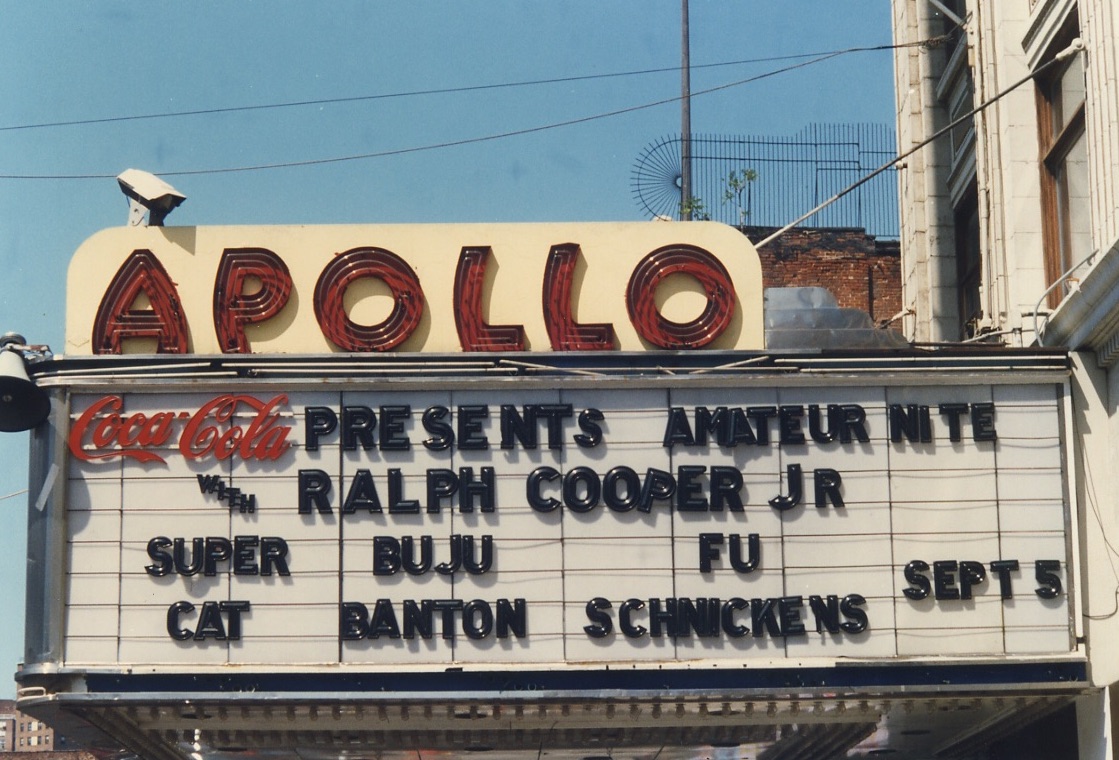 APOLLO
Coca-Cola PRESENTS AMATEUR NITE
WITH RALPH COOPER JR
SUPER BUJU FU
CAT BANTON SCHNICKENS SEPT 5